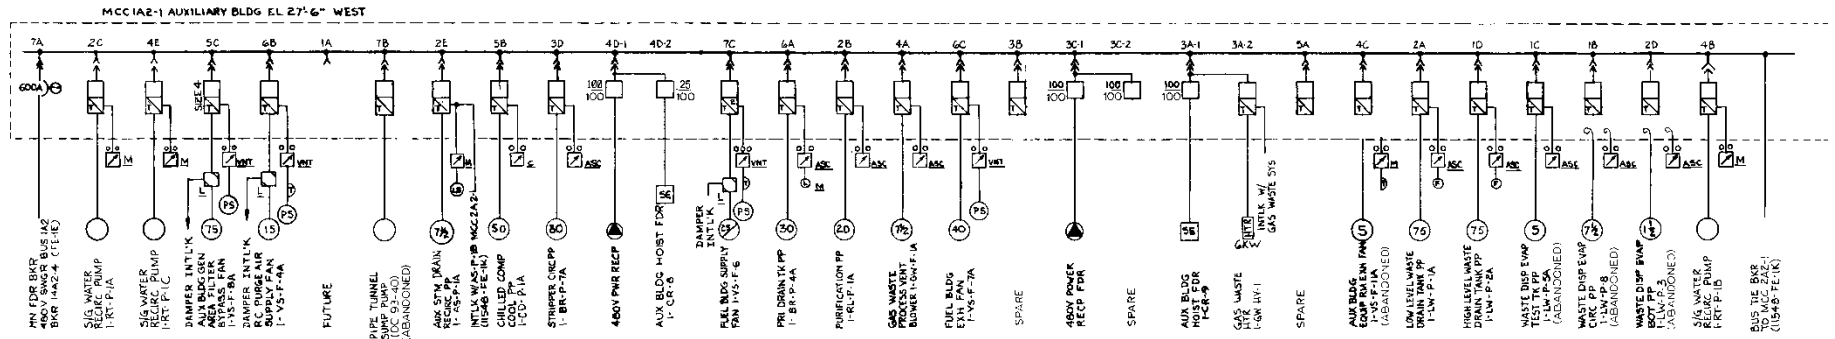 MCC 1A2-1 AUXILIARY BLDG EL 27'-6" WEST
7A 2C 4E 5C 6B 1A 7B 2E 5B 3D 4D-1 4D-2 7C 6A 2B 4A 6C 3B 3C-1 3C-2 3A-1 3A-2 5A 4C 2A 1D 1C 1B 2D 4B
600A
SIZE 4
100
100
25
100
100
100
100
100
100
100
T T T T T T T T T T T T T T T T T T T T
M M VNT VNT M C ASC VNT ASC ASC ASC VNT M ASC ASC ASC ASC ASC M
PS PS LS PS M PS
75 15 7½ 50 30 25 30 20 7½ 40 5 75 75 5 7½ 1½
HTR
KW
MN FDR BKR
480V SWGR BUS 1A2
BKR 14A2-4 (FE-1E)
S/G WATER
RECIRC PUMP
1-RT-P-1A
S/G WATER
RECIRC. PUMP
1-RT-P-1C
DAMPER INTL'K
AUX BLDG GEN
AREA FILTER
BYPASS FAN
1-VS-F-8A
DAMPER INTL'K
RC PURGE AIR
SUPPLY FAN
1-VS-F-4A
FUTURE
PIPE TUNNEL
SUMP PUMP
(DC 93-40)
(ABANDONED)
AUX STM DRAIN
RECIRC PP
1-AS-P-1A
INTLK W/AS-P-1B MCC2A2-1
(11548-FE-1K)
CHILLED COMP
COOL PP
1-CD-P-1A
STRIPPER CIRC PP
1-BR-P-7A
480V PWR RECP
AUX BLDG HOIST FDR
1-CR-8
DAMPER
INTL'K
FUEL BLDG SUPPLY
FAN 1-VS-F-6
PRI DRAIN TK PP
1-BR-P-4A
PURIFICATION PP
1-RL-P-1A
GAS WASTE
PROCESS VENT
BLOWER 1-GW-F-1A
FUEL BLDG
EXH FAN
1-VS-F-7A
SPARE
480V POWER
RECP FDR
SPARE
AUX BLDG
HOIST FDR
1-CR-9
GAS WASTE
HTR
1-GW-HY-1
INTLK W/
GAS WASTE SYS
SPARE
AUX BLDG
EQUIP RM EXH FAN
1-VS-F-11A
(ABANDONED)
LOW LEVEL WASTE
DRAIN TANK PP
1-LW-P-1A
HIGH LEVEL WASTE
DRAIN TANK PP
1-LW-P-2A
WASTE DISP EVAP
TEST TK PP
1-LW-P-5A
(ABANDONED)
WASTE DISP EVAP
CIRC PP
1-LW-P-8
(ABANDONED)
WASTE DISP EVAP
BOT PP
1-LW-P-3
(ABANDONED)
S/G WATER
RECIRC PUMP
1-RT-P-1B
BUS TIE BKR
TO MCC 2A2-1
(11548-FE-1K)